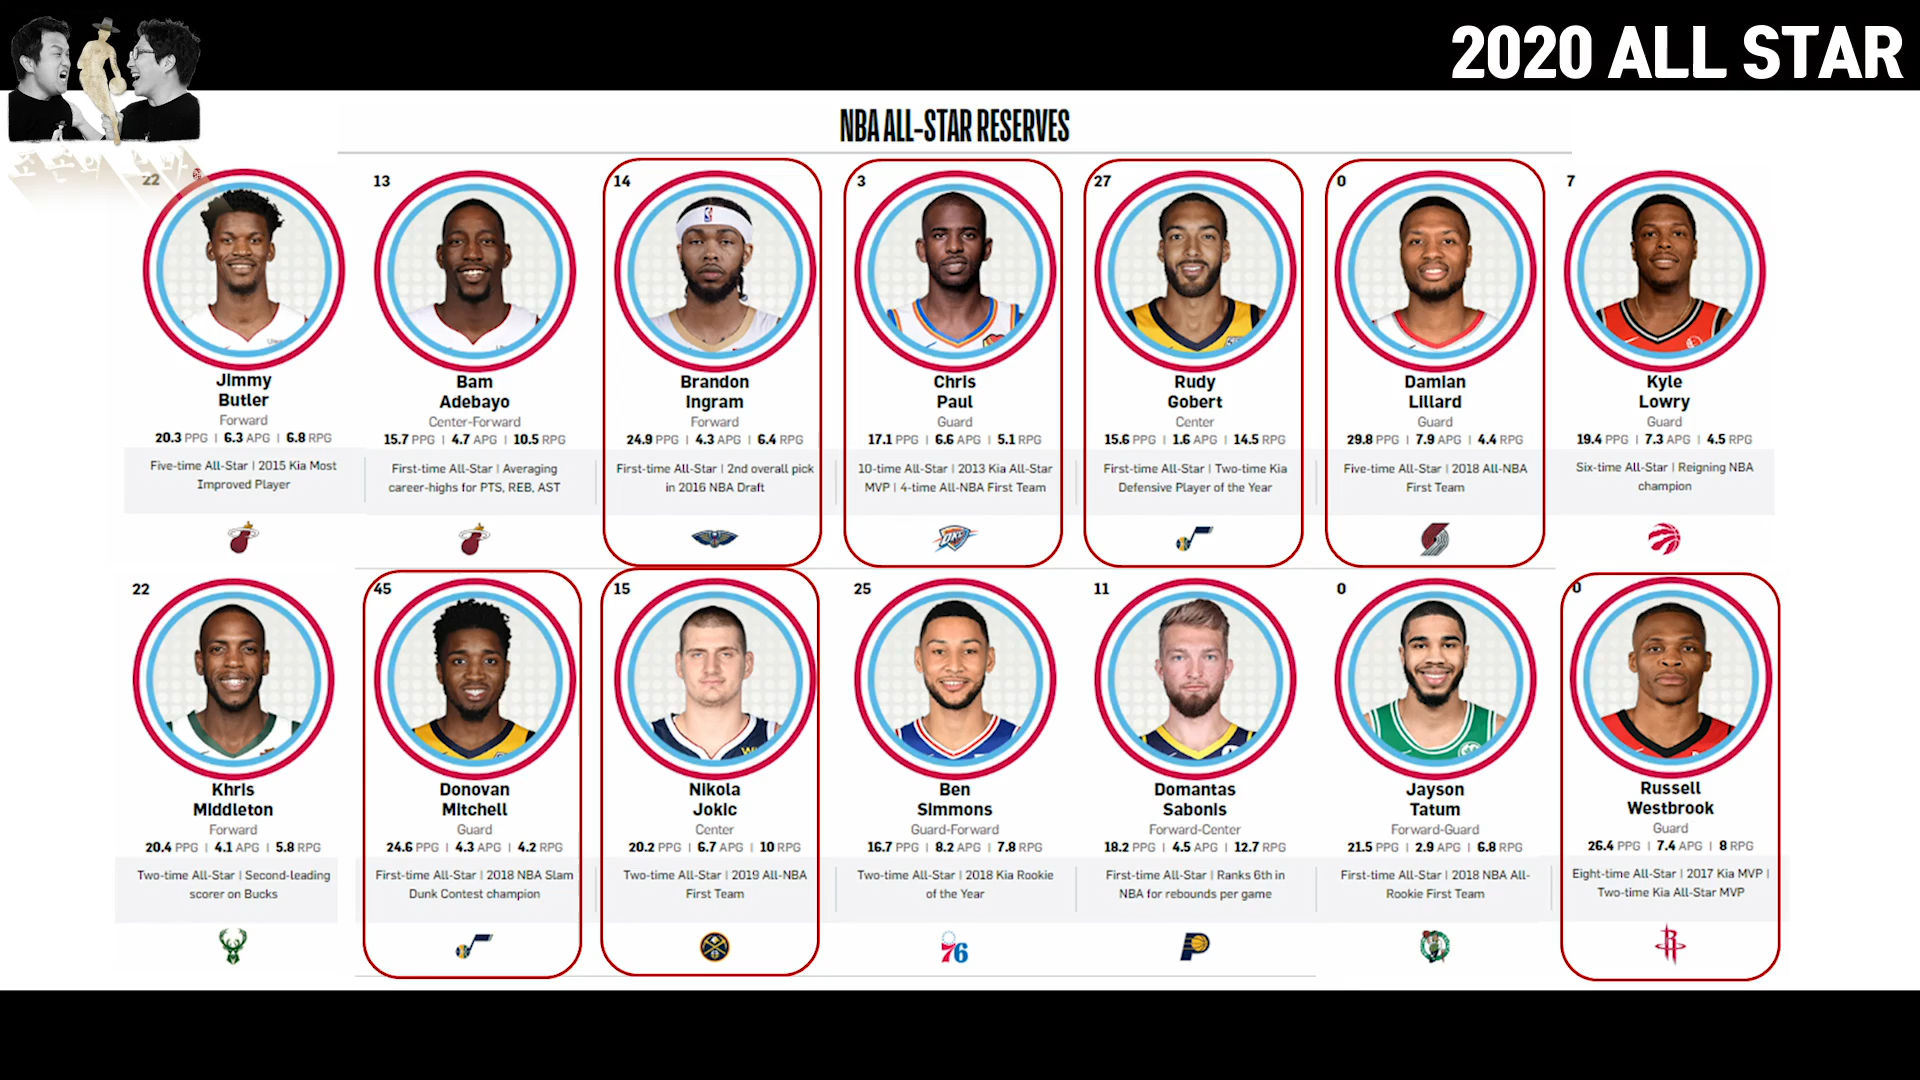 2020 ALL STAR
NBA ALL-STAR RESERVES
22
13
14
3
27
0
7
Jimmy
Butler
Forward
20.3 PPG | 6.3 APG | 6.8 RPG
Five-time All-Star | 2015 Kia Most
Improved Player
Bam
Adebayo
Center-Forward
15.7 PPG | 4.7 APG | 10.5 RPG
First-time All-Star | Averaging
career-highs for PTS, REB, AST
Brandon
Ingram
Forward
24.9 PPG | 4.3 APG | 6.4 RPG
First-time All-Star | 2nd overall pick
in 2016 NBA Draft
Chris
Paul
Guard
17.1 PPG | 6.6 APG | 5.1 RPG
10-time All-Star | 2013 Kia All-Star
MVP | 4-time All-NBA First Team
OKC
Rudy
Gobert
Center
15.6 PPG | 1.6 APG | 14.5 RPG
First-time All-Star | Two-time Kia
Defensive Player of the Year
Damian
Lillard
Guard
29.8 PPG | 7.9 APG | 4.4 RPG
Five-time All-Star | 2018 All-NBA
First Team
Kyle
Lowry
Guard
19.4 PPG | 7.3 APG | 4.5 RPG
Six-time All-Star | Reigning NBA
champion
22
45
15
25
11
0
0
Khris
Middleton
Forward
20.4 PPG | 4.1 APG | 5.8 RPG
Two-time All-Star | Second-leading
scorer on Bucks
Donovan
Mitchell
Guard
24.6 PPG | 4.3 APG | 4.2 RPG
First-time All-Star | 2018 NBA Slam
Dunk Contest champion
Nikola
Jokic
Center
20.2 PPG | 6.7 APG | 10 RPG
Two-time All-Star | 2019 All-NBA
First Team
Ben
Simmons
Guard-Forward
16.7 PPG | 8.2 APG | 7.8 RPG
Two-time All-Star | 2018 Kia Rookie
of the Year
76
Domantas
Sabonis
Forward-Center
18.2 PPG | 4.5 APG | 12.7 RPG
First-time All-Star | Ranks 6th in
NBA for rebounds per game
Jayson
Tatum
Forward-Guard
21.5 PPG | 2.9 APG | 6.8 RPG
First-time All-Star | 2018 NBA All-
Rookie First Team
Russell
Westbrook
Guard
26.4 PPG | 7.4 APG | 8 RPG
Eight-time All-Star | 2017 Kia MVP |
Two-time Kia All-Star MVP